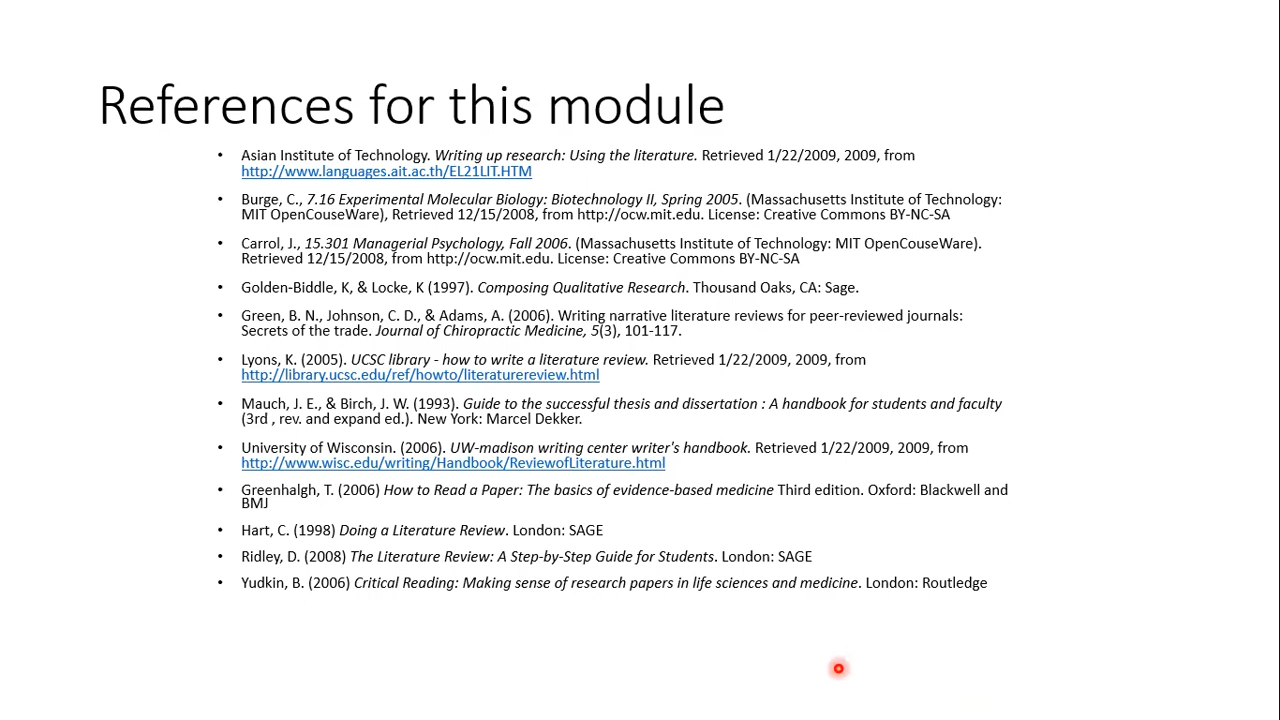 References for this module
• Asian Institute of Technology. Writing up research: Using the literature. Retrieved 1/22/2009, 2009, from
http://www.languages.ait.ac.th/EL21LIT.HTM
• Burge, C., 7.16 Experimental Molecular Biology: Biotechnology II, Spring 2005. (Massachusetts Institute of Technology:
MIT OpenCouseWare), Retrieved 12/15/2008, from http://ocw.mit.edu. License: Creative Commons BY-NC-SA
• Carrol, J., 15.301 Managerial Psychology, Fall 2006. (Massachusetts Institute of Technology: MIT OpenCouseWare).
Retrieved 12/15/2008, from http://ocw.mit.edu. License: Creative Commons BY-NC-SA
• Golden-Biddle, K, & Locke, K (1997). Composing Qualitative Research. Thousand Oaks, CA: Sage.
• Green, B. N., Johnson, C. D., & Adams, A. (2006). Writing narrative literature reviews for peer-reviewed journals:
Secrets of the trade. Journal of Chiropractic Medicine, 5(3), 101-117.
• Lyons, K. (2005). UCSC library - how to write a literature review. Retrieved 1/22/2009, 2009, from
http://library.ucsc.edu/ref/howto/literaturereview.html
• Mauch, J. E., & Birch, J. W. (1993). Guide to the successful thesis and dissertation : A handbook for students and faculty
(3rd , rev. and expand ed.). New York: Marcel Dekker.
• University of Wisconsin. (2006). UW-madison writing center writer's handbook. Retrieved 1/22/2009, 2009, from
http://www.wisc.edu/writing/Handbook/ReviewofLiterature.html
• Greenhalgh, T. (2006) How to Read a Paper: The basics of evidence-based medicine Third edition. Oxford: Blackwell and
BMJ
• Hart, C. (1998) Doing a Literature Review. London: SAGE
• Ridley, D. (2008) The Literature Review: A Step-by-Step Guide for Students. London: SAGE
• Yudkin, B. (2006) Critical Reading: Making sense of research papers in life sciences and medicine. London: Routledge